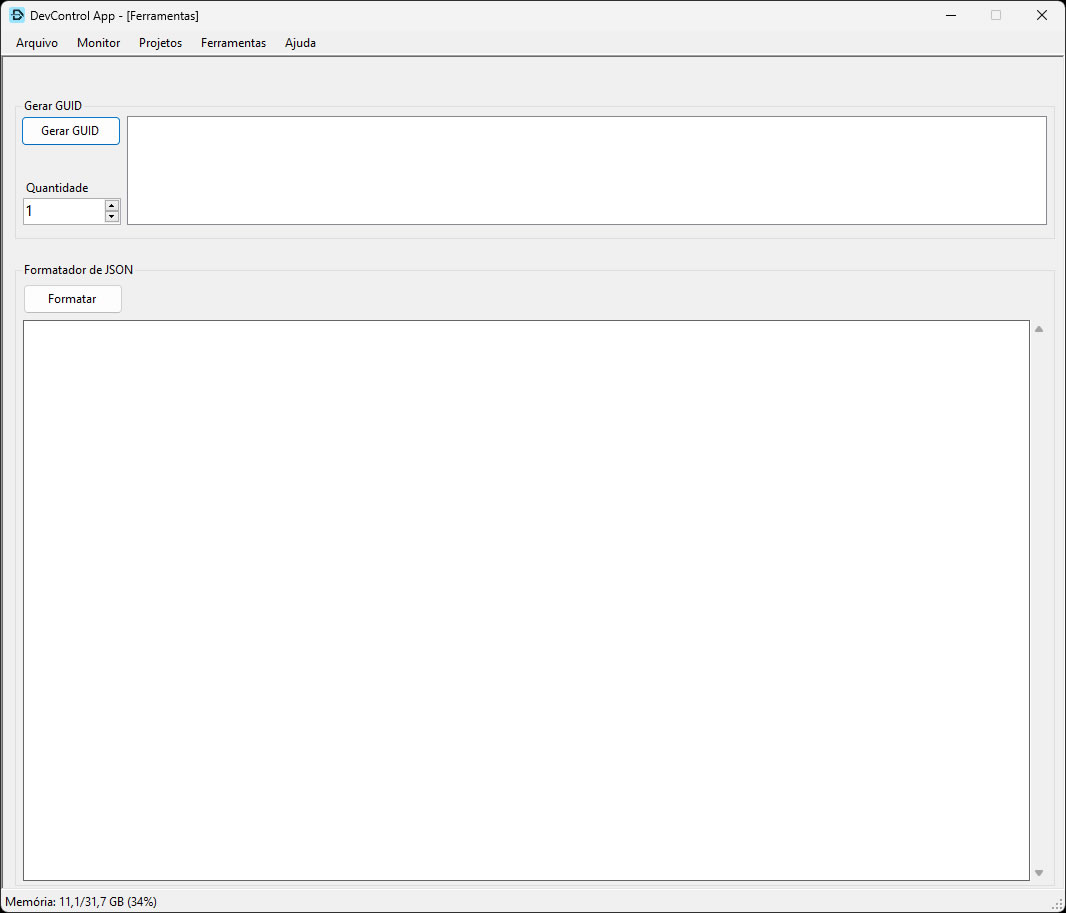 DevControl App - [Ferramentas]
Arquivo Monitor Projetos Ferramentas Ajuda
Gerar GUID
Gerar GUID
Quantidade
1
Formatador de JSON
Formatar
Memória: 11,1/31,7 GB (34%)